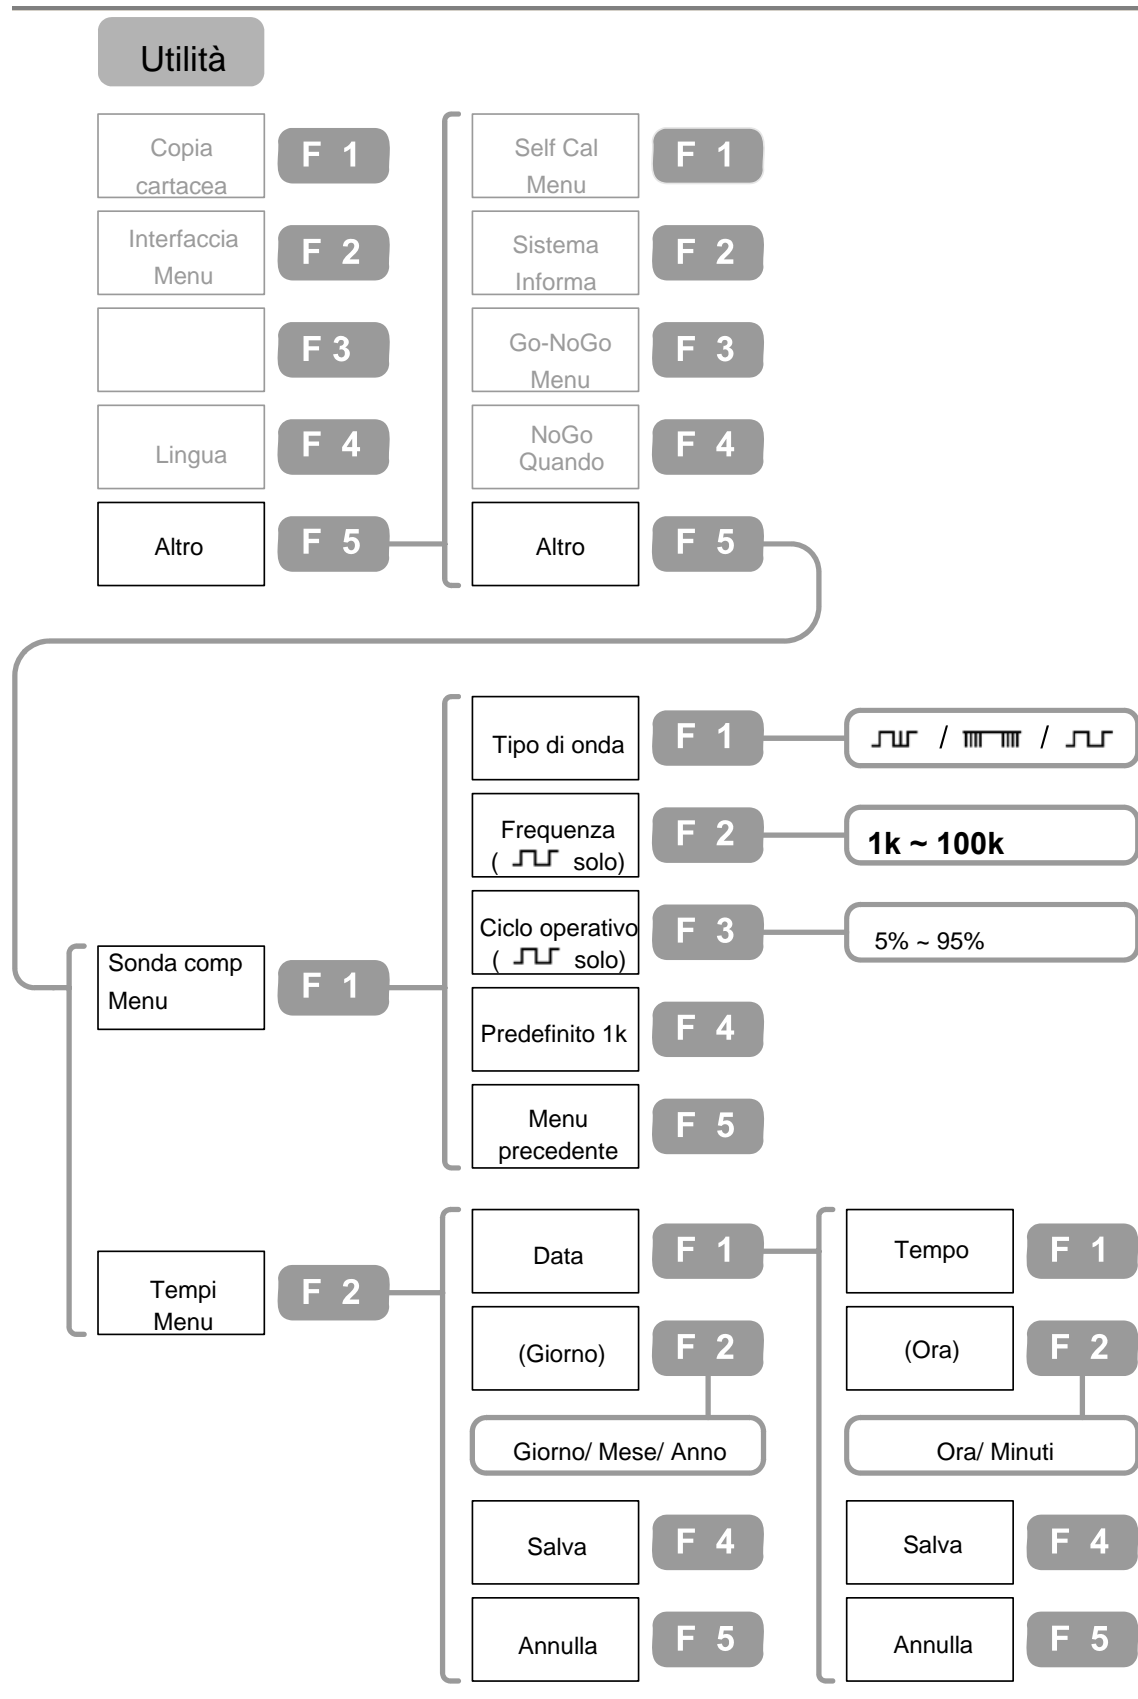 Utilità
Copia
cartacea
F 1
Interfaccia
Menu
F 2
F 3
Lingua
F 4
Altro
F 5
Self Cal
Menu
F 1
Sistema
Informa
F 2
Go-NoGo
Menu
F 3
NoGo
Quando
F 4
Altro
F 5
Sonda comp
Menu
F 1
Tipo di onda
F 1
/ /
Frequenza
( solo)
F 2
1k ~ 100k
Ciclo operativo
( solo)
F 3
5% ~ 95%
Predefinito 1k
F 4
Menu
precedente
F 5
Tempi
Menu
F 2
Data
F 1
(Giorno)
F 2
Giorno/ Mese/ Anno
Salva
F 4
Annulla
F 5
Tempo
F 1
(Ora)
F 2
Ora/ Minuti
Salva
F 4
Annulla
F 5